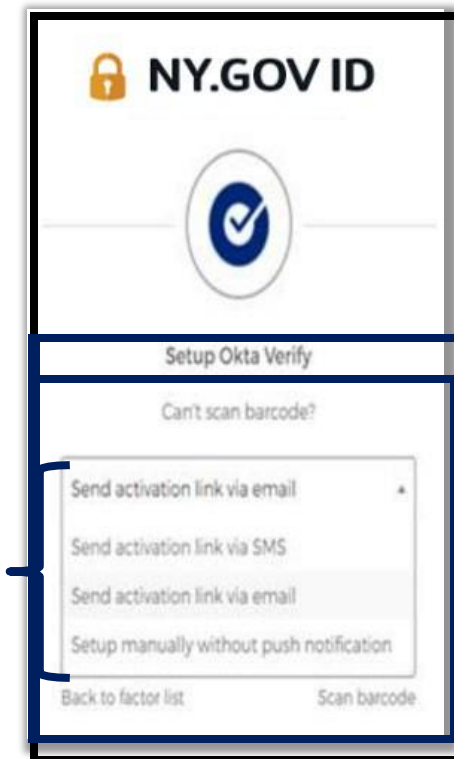 NY.GOV ID
Setup Okta Verify
Can't scan barcode?
Send activation link via email
Send activation link via SMS
Send activation link via email
Setup manually without push notification
Back to factor list Scan barcode